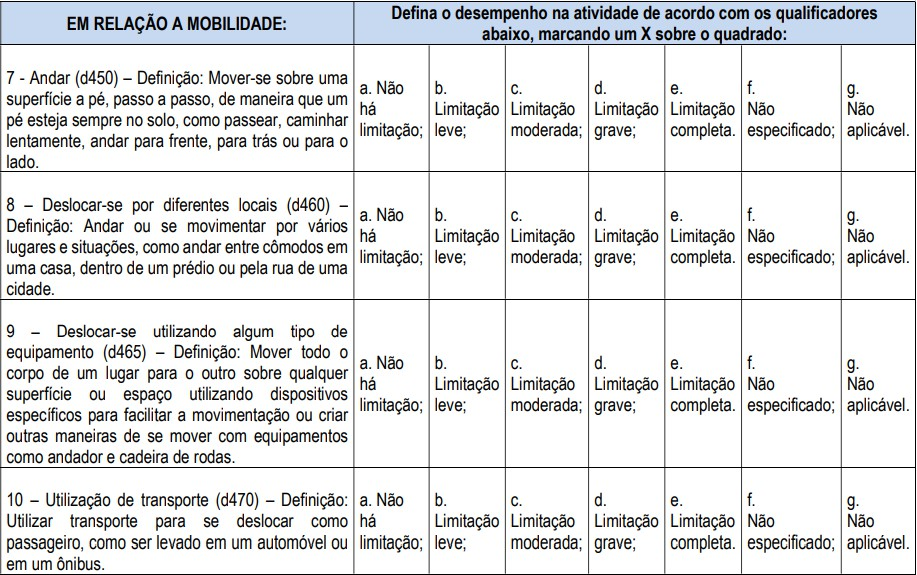 EM RELAÇÃO A MOBILIDADE:
Defina o desempenho na atividade de acordo com os qualificadores
abaixo, marcando um X sobre o quadrado:
7 - Andar (d450) – Definição: Mover-se sobre uma
superfície a pé, passo a passo, de maneira que um
pé esteja sempre no solo, como passear, caminhar
lentamente, andar para frente, para trás ou para o
lado.
a. Não
há
limitação;
b.
Limitação
leve;
c.
Limitação
moderada;
d.
Limitação
grave;
e.
Limitação
completa.
f.
Não
especificado;
g.
Não
aplicável.
8 – Deslocar-se por diferentes locais (d460) –
Definição: Andar ou se movimentar por vários
lugares e situações, como andar entre cômodos em
uma casa, dentro de um prédio ou pela rua de uma
cidade.
a. Não
há
limitação;
b.
Limitação
leve;
c.
Limitação
moderada;
d.
Limitação
grave;
e.
Limitação
completa.
f.
Não
especificado;
g.
Não
aplicável.
9 – Deslocar-se utilizando algum tipo de
equipamento (d465) – Definição: Mover todo o
corpo de um lugar para o outro sobre qualquer
superfície ou espaço utilizando dispositivos
específicos para facilitar a movimentação ou criar
outras maneiras de se mover com equipamentos
como andador e cadeira de rodas.
a. Não
há
limitação;
b.
Limitação
leve;
c.
Limitação
moderada;
d.
Limitação
grave;
e.
Limitação
completa.
f.
Não
especificado;
g.
Não
aplicável.
10 – Utilização de transporte (d470) – Definição:
Utilizar transporte para se deslocar como
passageiro, como ser levado em um automóvel ou
em um ônibus.
a. Não
há
limitação;
b.
Limitação
leve;
c.
Limitação
moderada;
d.
Limitação
grave;
e.
Limitação
completa.
f.
Não
especificado;
g.
Não
aplicável.